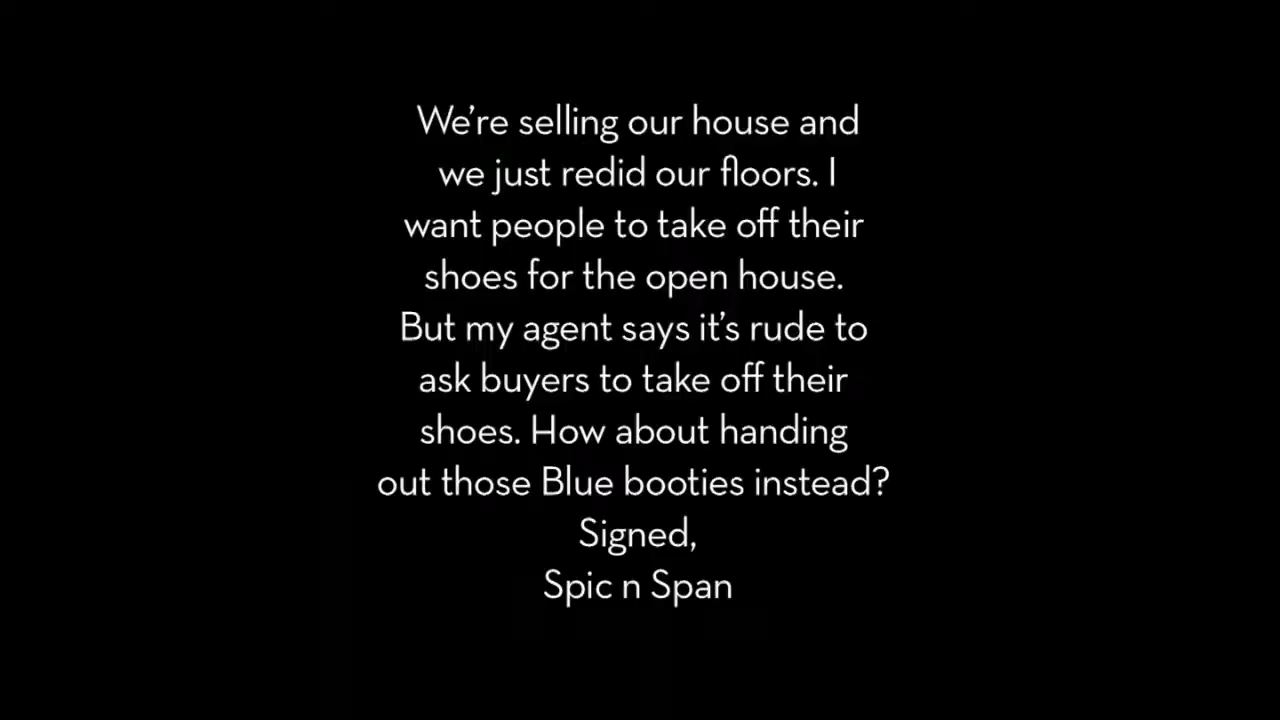 We're selling our house and
we just redid our floors. I
want people to take off their
shoes for the open house.
But my agent says it's rude to
ask buyers to take off their
shoes. How about handing
out those Blue booties instead?
Signed,
Spic n Span